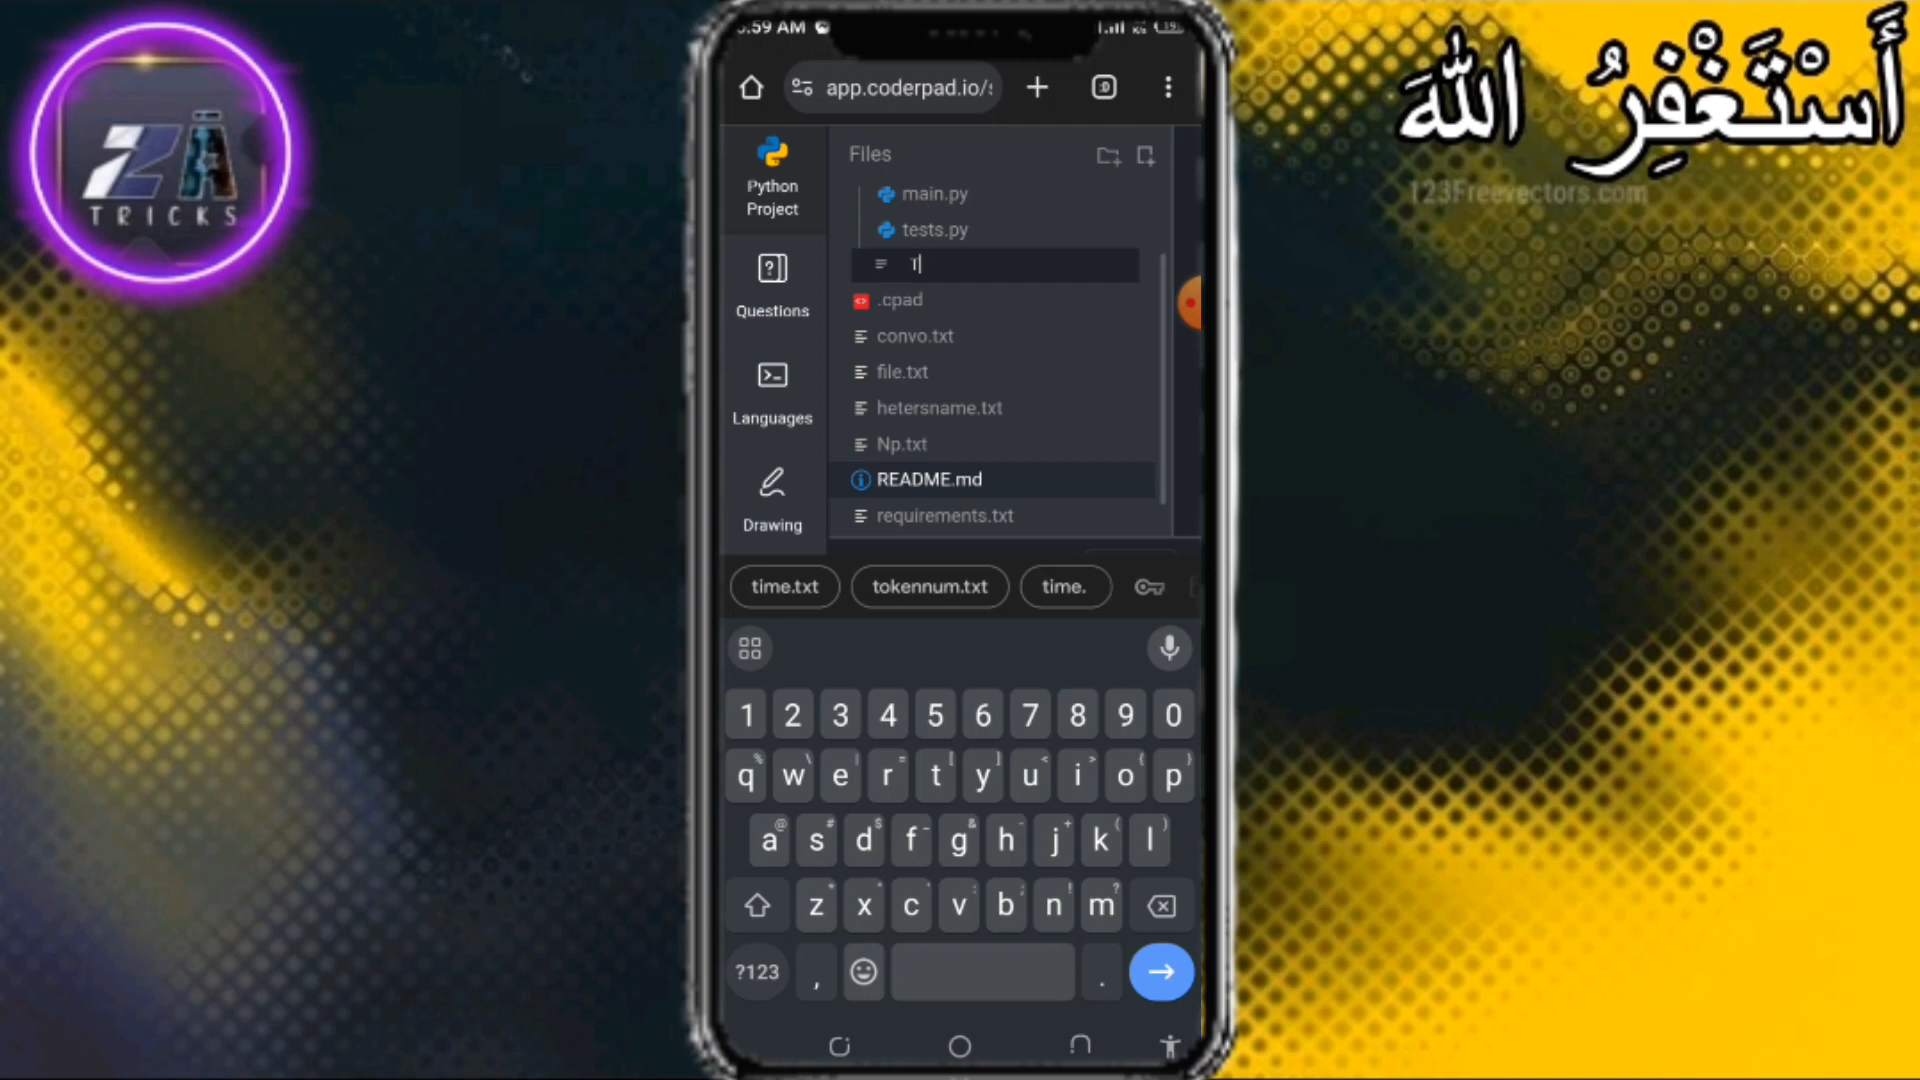 ZA
TRICKS
أَسْتَغْفِرُ اللهَ
123Freevectors.com
:59 AM
app.coderpad.io/
Python
Project
Files
main.py
tests.py
Questions
.cpad
convo.txt
file.txt
Languages
hetersname.txt
Np.txt
README.md
Drawing
requirements.txt
time.txt tokennum.txt time.
1 2 3 4 5 6 7 8 9 0
q w e r t y u i o p
a s d f g h j k l
z x c v b n m
?123 , .